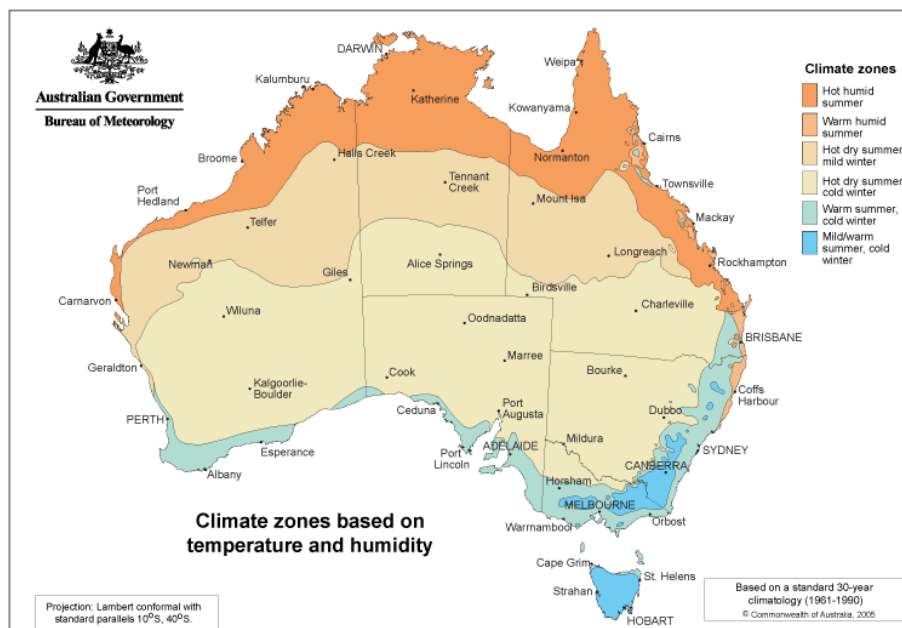 Australian Government
Bureau of Meteorology
DARWIN
Weipa
Kalumburu
Katherine
Kowanyama
Cairns
Broome
Halls Creek
Normanton
Tennant
Creek
Townsville
Port
Hedland
Mount Isa
Mackay
Telfer
Newman
Longreach
Rockhampton
Giles
Alice Springs
Birdsville
Carnarvon
Wiluna
Charleville
Oodnadatta
BRISBANE
Geraldton
Marree
Bourke
Cook
Kalgoorlie-
Boulder
Coffs
Harbour
Ceduna
Port
Augusta
Dubbo
PERTH
Mildura
SYDNEY
Esperance
Port
Lincoln
ADELAIDE
CANBERRA
Albany
Horsham
MELBOURNE
Warrnambool
Orbost
Cape Grim
St. Helens
Strahan
HOBART
Climate zones
Hot humid
summer
Warm humid
summer
Hot dry summer,
mild winter
Hot dry summer,
cold winter
Warm summer,
cold winter
Mild/warm
summer, cold
winter
Climate zones based on
temperature and humidity
Projection: Lambert conformal with
standard parallels 10°S, 40°S.
Based on a standard 30-year
climatology (1961-1990)
© Commonwealth of Australia, 2005